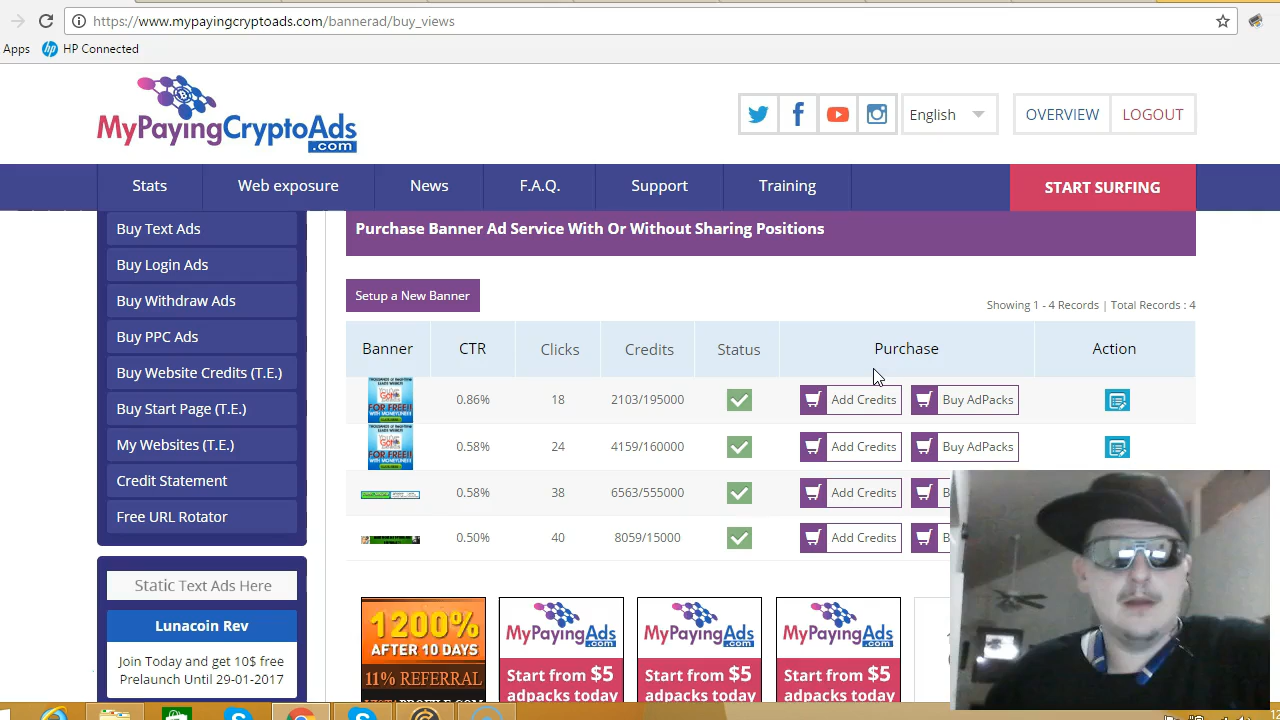 https://www.mypayingcryptoads.com/bannerad/buy_views
Apps HP Connected
MyPayingCryptoAds
.com
English
OVERVIEW
LOGOUT
Stats
Web exposure
News
F.A.Q.
Support
Training
START SURFING
Buy Text Ads
Buy Login Ads
Buy Withdraw Ads
Buy PPC Ads
Buy Website Credits (T.E.)
Buy Start Page (T.E.)
My Websites (T.E.)
Credit Statement
Free URL Rotator
Static Text Ads Here
Lunacoin Rev
Join Today and get 10$ free
Prelaunch Until 29-01-2017
Purchase Banner Ad Service With Or Without Sharing Positions
Setup a New Banner
Showing 1 - 4 Records | Total Records : 4
Banner CTR Clicks Credits Status Purchase Action
FOR FREE!!
0.86% 18 2103/195000 Add Credits Buy AdPacks
FOR FREE!!
0.58% 24 4159/160000 Add Credits Buy AdPacks
0.58% 38 6563/555000 Add Credits B
0.50% 40 8059/15000 Add Credits B
1200%
AFTER 10 DAYS
11% REFERRAL
MyPayingAds
.com
Start from $5
adpacks today
MyPayingAds
.com
Start from $5
adpacks today
MyPayingAds
.com
Start from $5
adpacks today